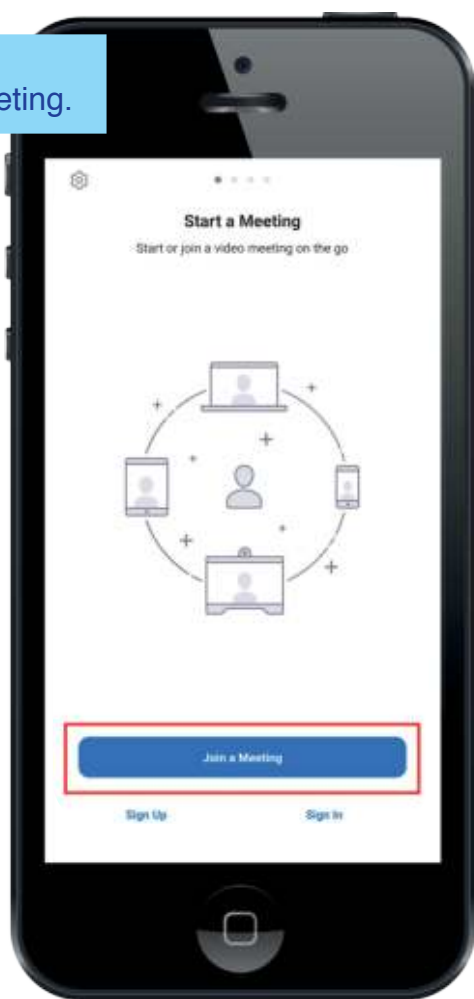 eting.
Start a Meeting
Start or join a video meeting on the go
Join a Meeting
Sign Up
Sign In